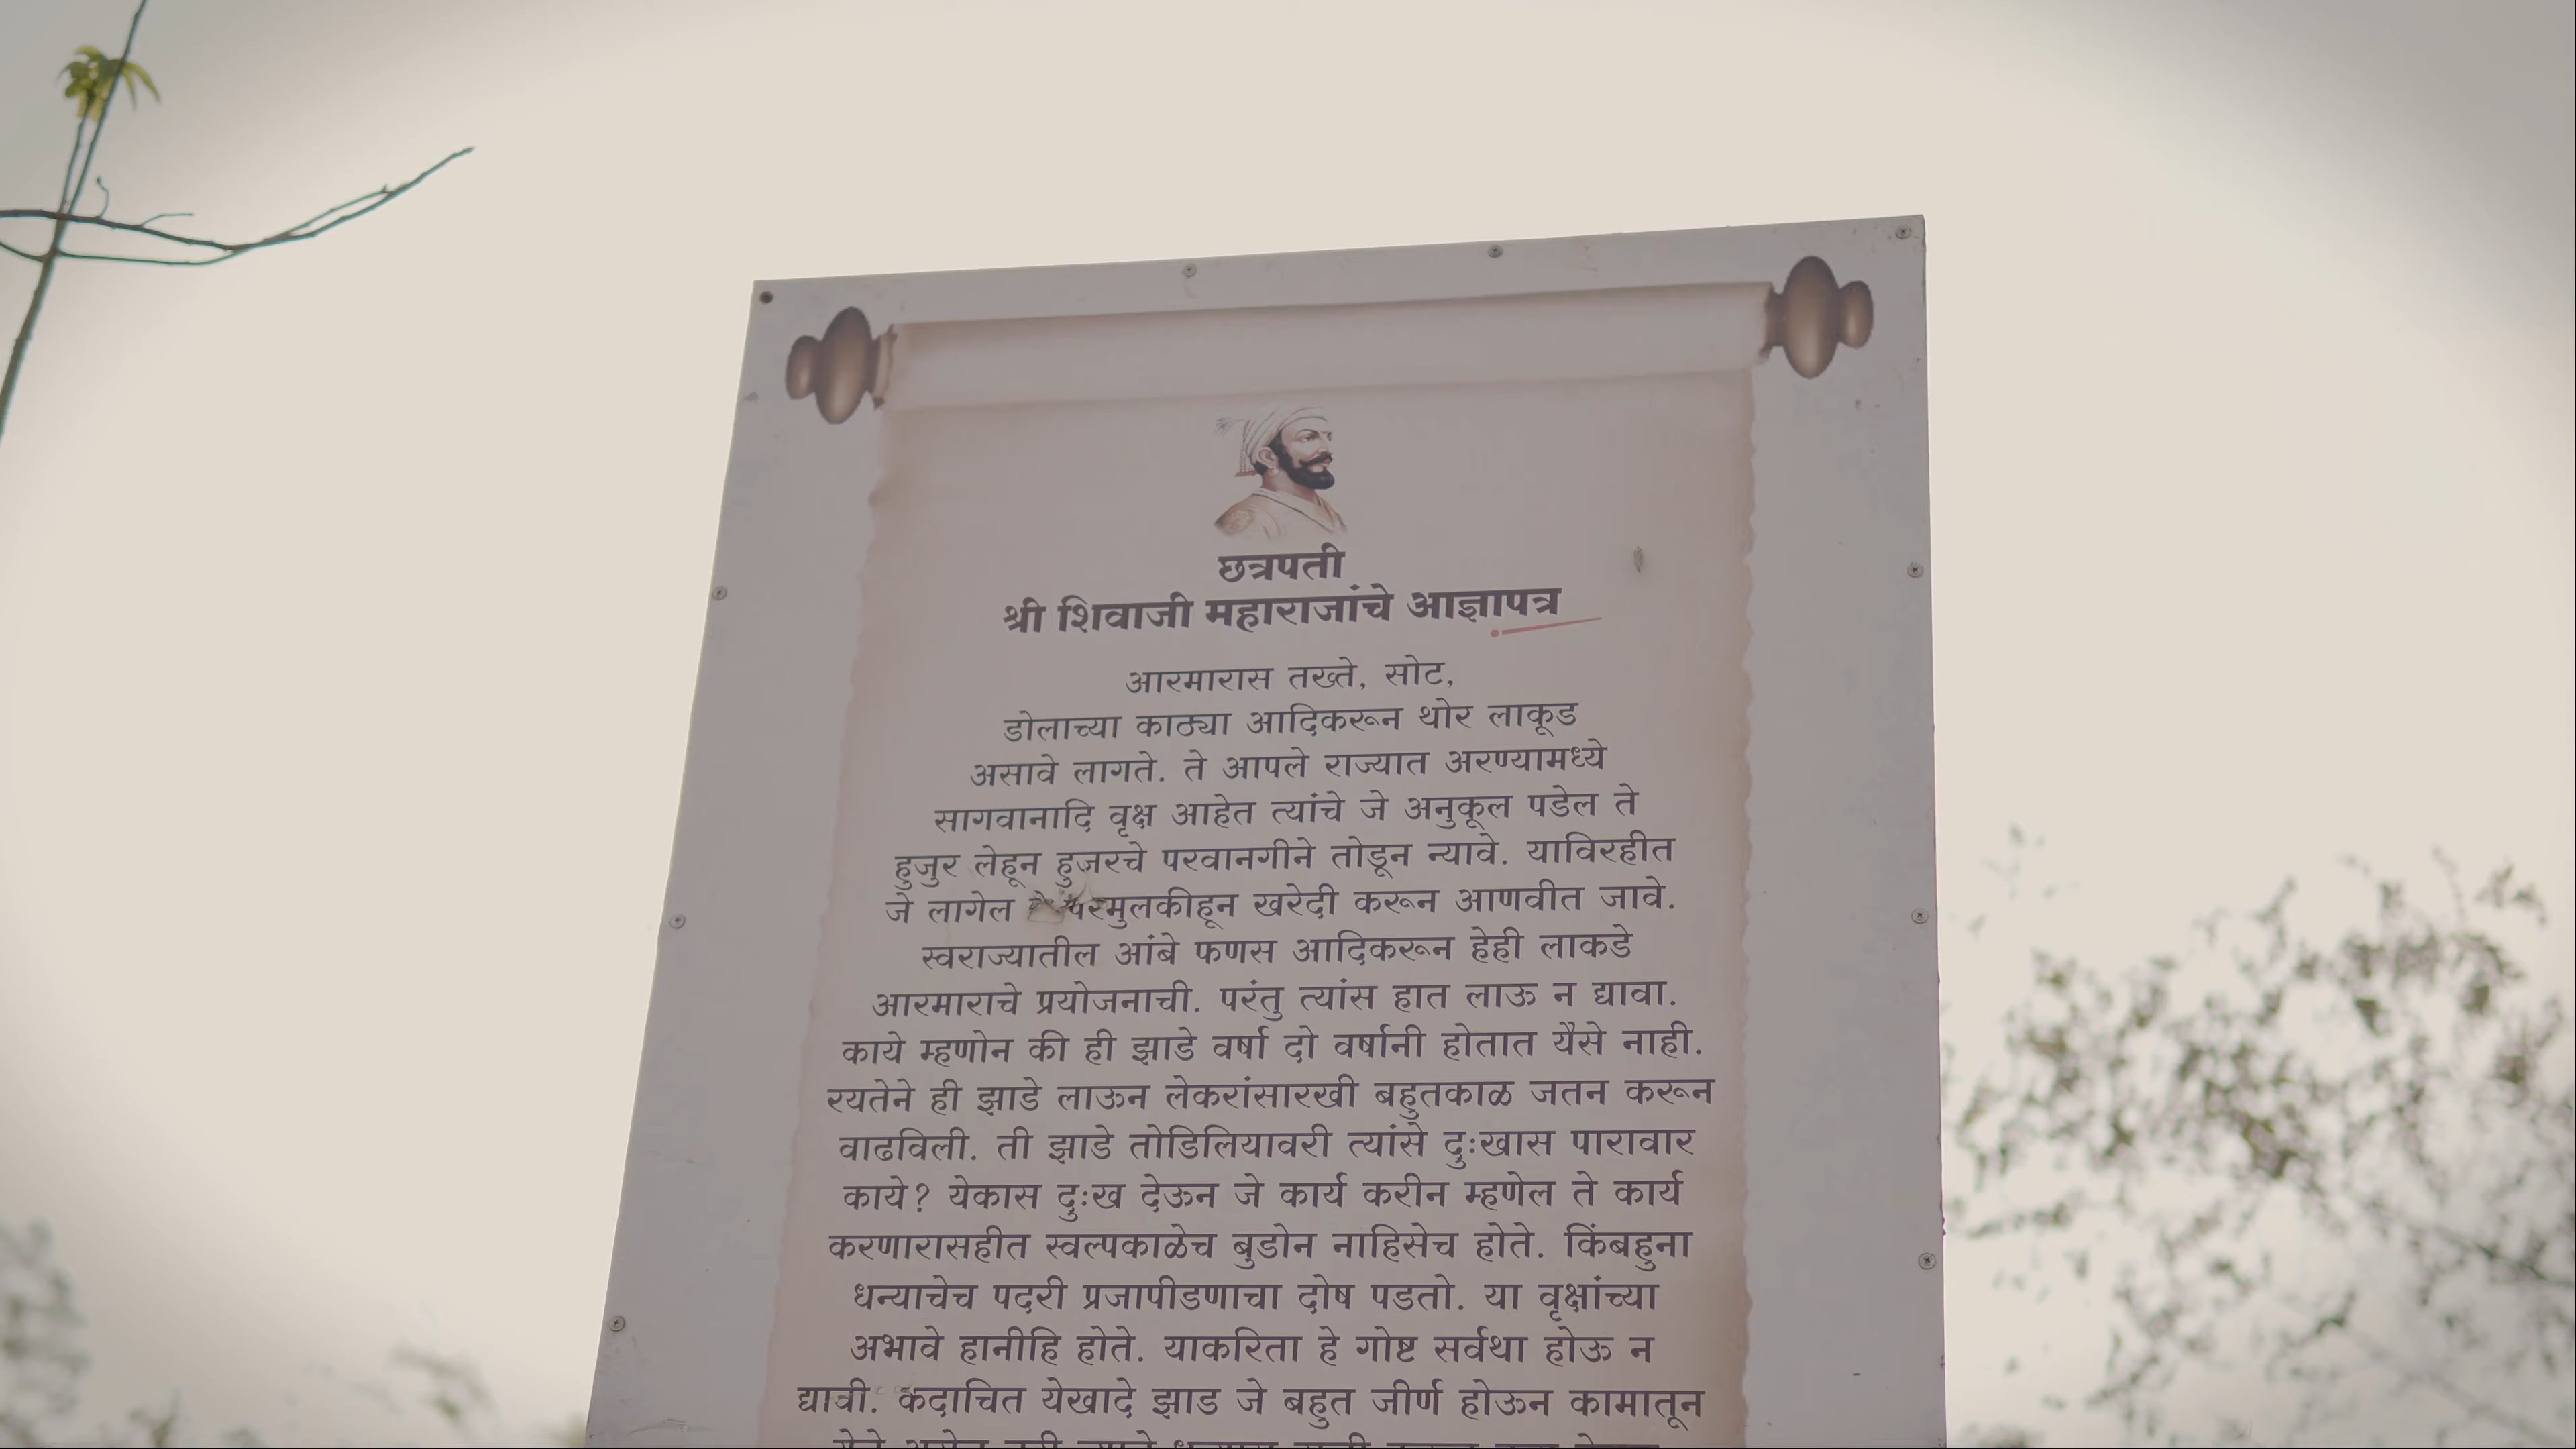 छत्रपती
श्री शिवाजी महाराजांचे आज्ञापत्र
आरमारास तख्ते, सोट,
डोलाच्या काठ्या आदिकरून थोर लाकूड
असावे लागते. ते आपले राज्यात अरण्यामध्ये
सागवानादि वृक्ष आहेत त्यांचे जे अनुकूल पडेल ते
हुजुर लेहून हुजरचे परवानगीने तोडून न्यावे. याविरहीत
जे लागेल ते परमुलकीहून खरेदी करून आणवीत जावे.
स्वराज्यातील आंबे फणस आदिकरून हेही लाकडे
आरमाराचे प्रयोजनाची. परंतु त्यांस हात लाऊ न द्यावा.
काये म्हणोन की ही झाडे वर्षा दो वर्षानी होतात यैसे नाही.
रयतेने ही झाडे लाऊन लेकरांसारखी बहुतकाळ जतन करून
वाढविली. ती झाडे तोडिलियावरी त्यांसे दुःखास पारावार
काये? येकास दुःख देऊन जे कार्य करीन म्हणेल ते कार्य
करणारासहीत स्वल्पकाळेच बुडोन नाहिसेच होते. किंबहुना
धन्याचेच पदरी प्रजापीडणाचा दोष पडतो. या वृक्षांच्या
अभावे हानीहि होते. याकरिता हे गोष्ट सर्वथा होऊ न
द्यावी. कदाचित येखादे झाड जे बहुत जीर्ण होऊन कामातून